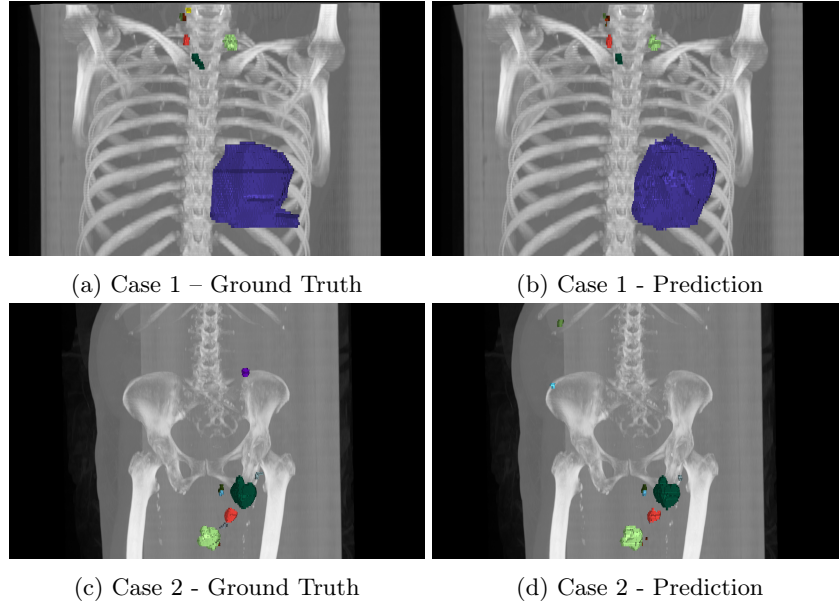 (a) Case 1 – Ground Truth
(b) Case 1 - Prediction
(c) Case 2 - Ground Truth
(d) Case 2 - Prediction